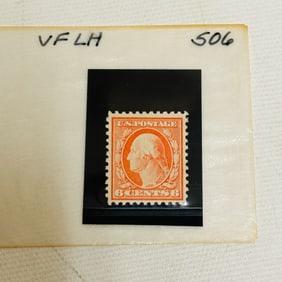 VF LH 506
U.S. POSTAGE
6 CENTS 6